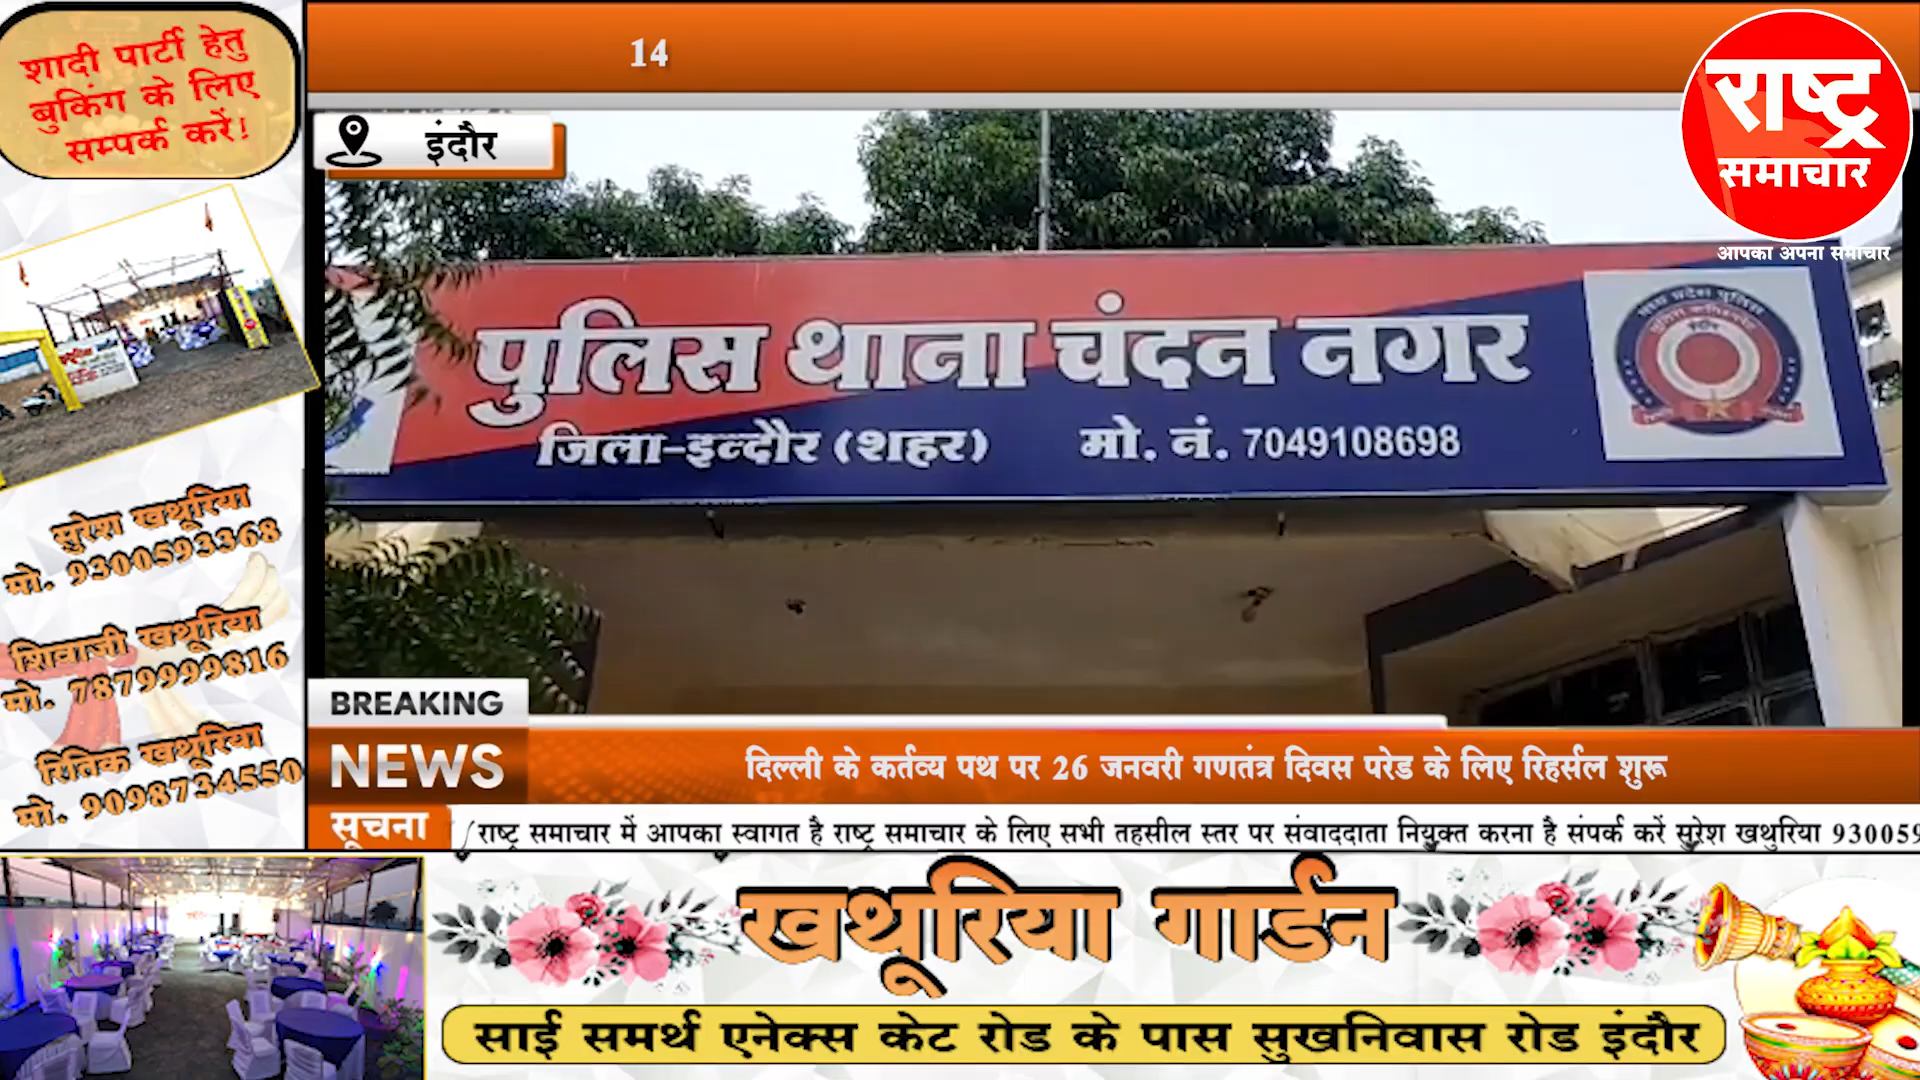 शादी पार्टी हेतु
बुकिंग के लिए
सम्पर्क करें!
14
राष्ट्र
समाचार
आपका अपना समाचार
इंदौर
पुलिस थाना चंदन नगर
जिला-इन्दौर (शहर) मो. नं. 7049108698
सुरेश खथूरिया
मो. 9300593368
शिवाजी खथूरिया
मो. 7879999816
रितिक खथूरिया
मो. 9098734550
BREAKING
NEWS
दिल्ली के कर्तव्य पथ पर 26 जनवरी गणतंत्र दिवस परेड के लिए रिहर्सल शुरू
सूचना
राष्ट्र समाचार में आपका स्वागत है राष्ट्र समाचार के लिए सभी तहसील स्तर पर संवाददाता नियुक्त करना है संपर्क करें सुरेश खथुरिया 930059
खथूरिया गार्डन
साई समर्थ एनेक्स केट रोड के पास सुखनिवास रोड इंदौर